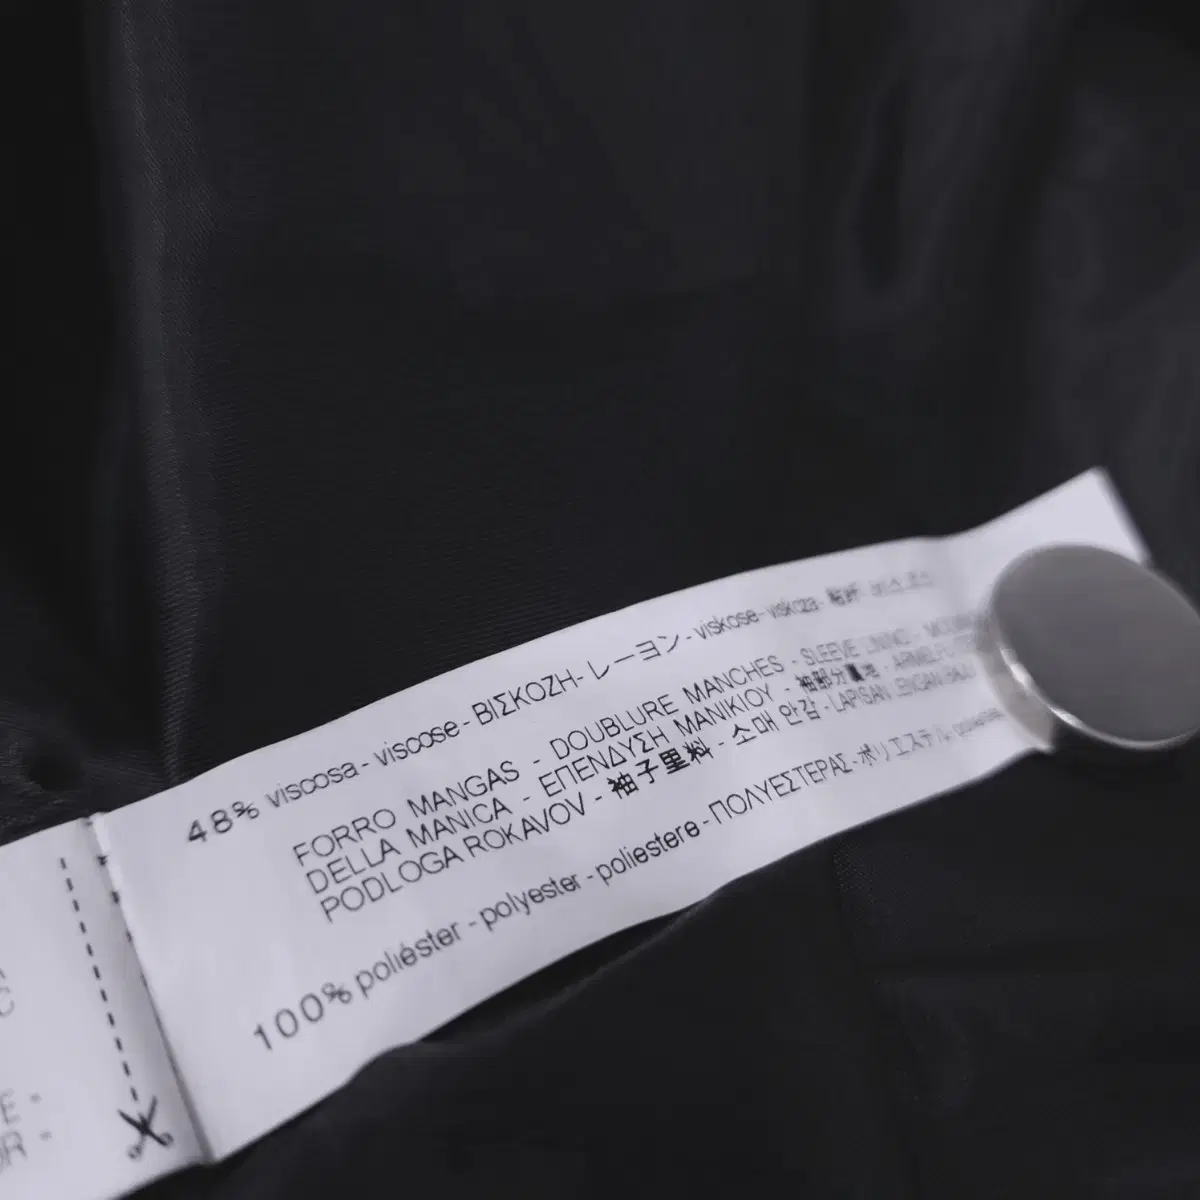 48% viscosa - viscose - ΒΙΣΚΟΖΗ - レーヨン - viskose - viskoza -
FORRO MANGAS - DOUBLURE MANCHES - SLEEVE LINING -
DELLA MANICA - ΕΠΕΝΔΥΣΗ ΜΑΝΙΚΙΟΥ - 袖部分裏地 -
PODLOGA ROKAVOV - 袖子里料 - 소매 안감 - LAPISAN LENGAN BAJU
100% poliéster - polyester - poliestere - ΠΟΛΥΕΣΤΕΡΑΣ - ポリエステル
C
E -
OR -